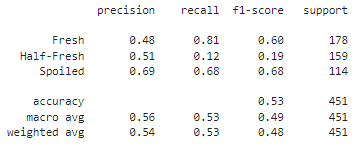 precision recall f1-score support
Fresh 0.48 0.81 0.60 178
Half-Fresh 0.51 0.12 0.19 159
Spoiled 0.69 0.68 0.68 114
accuracy 0.53 451
macro avg 0.56 0.53 0.49 451
weighted avg 0.54 0.53 0.48 451